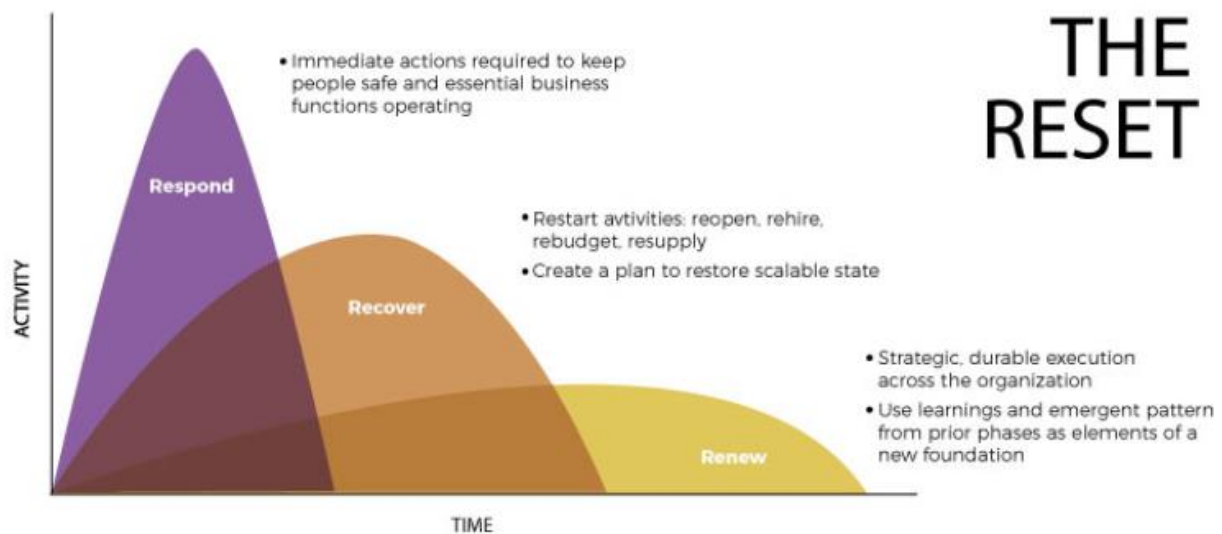 THE
RESET
• Immediate actions required to keep
people safe and essential business
functions operating
Respond
• Restart avtivities: reopen, rehire,
rebudget, resupply
• Create a plan to restore scalable state
Recover
• Strategic, durable execution
across the organization
• Use learnings and emergent pattern
from prior phases as elements of a
new foundation
Renew
ACTIVITY
TIME